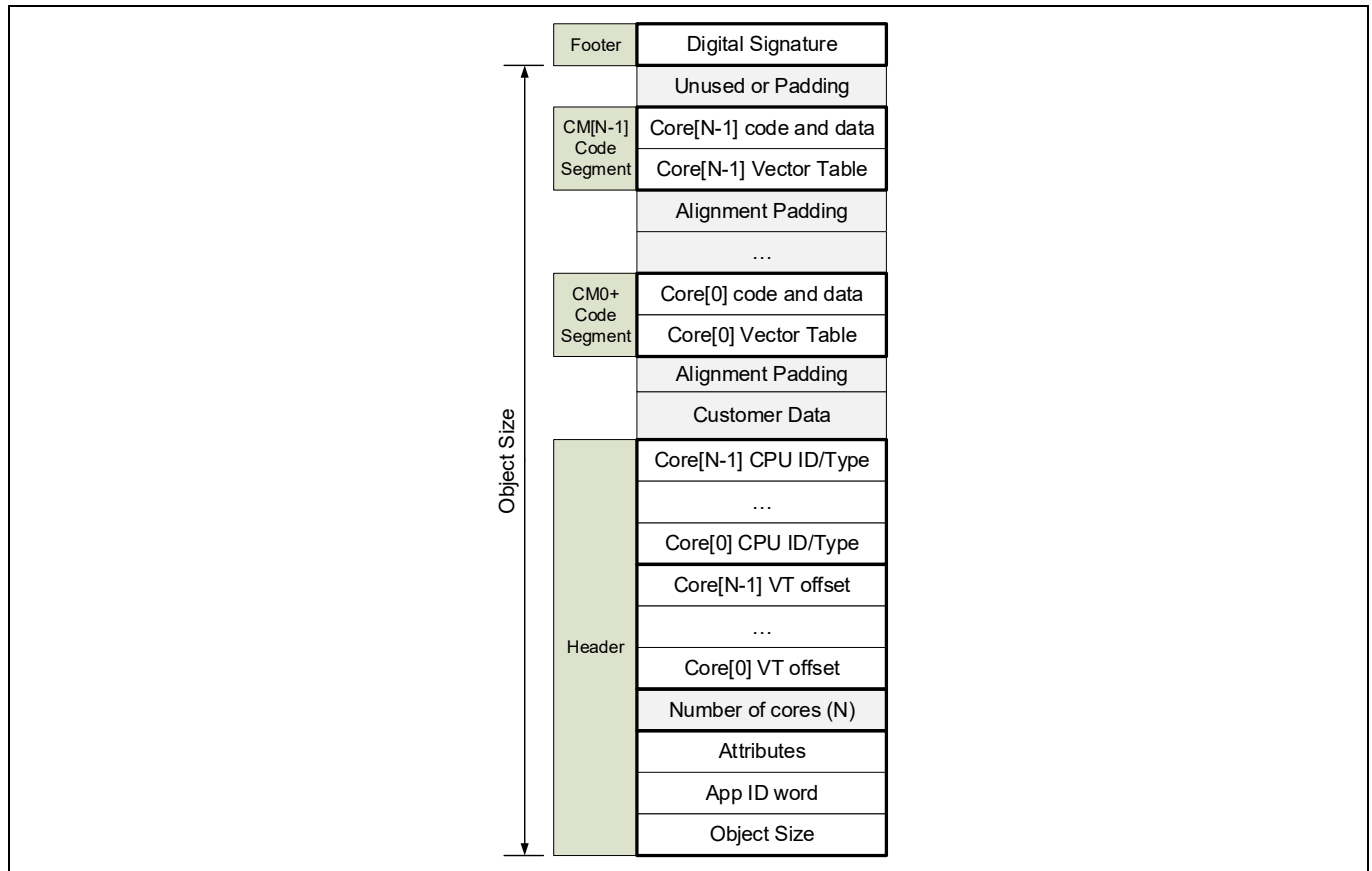 Footer
Digital Signature
Unused or Padding
CM[N-1]
Code
Segment
Core[N-1] code and data
Core[N-1] Vector Table
Alignment Padding
…
CM0+
Code
Segment
Core[0] code and data
Core[0] Vector Table
Alignment Padding
Customer Data
Object Size
Header
Core[N-1] CPU ID/Type
…
Core[0] CPU ID/Type
Core[N-1] VT offset
…
Core[0] VT offset
Number of cores (N)
Attributes
App ID word
Object Size